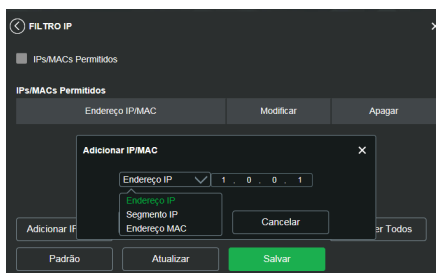 FILTRO IP
IPs/MACs Permitidos
IPs/MACs Permitidos
Endereço IP/MAC Modificar Apagar
Adicionar IP/MAC
Endereço IP 1 . 0 . 0 . 1
Endereço IP
Segmento IP
Endereço MAC
Cancelar
Adicionar IP er Todos
Padrão Atualizar Salvar